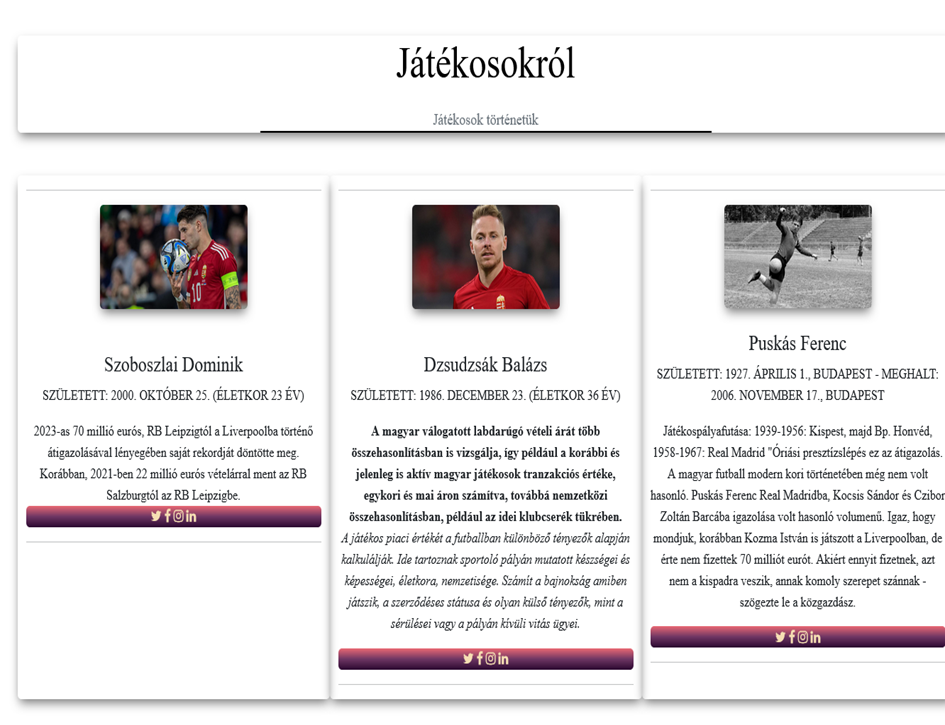 Játékosokról
Játékosok történetük
Szoboszlai Dominik
SZÜLETETT: 2000. OKTÓBER 25. (ÉLETKOR 23 ÉV)
2023-as 70 millió eurós, RB Leipzigtól a Liverpoolba történő
átigazolásával lényegében saját rekordját döntötte meg.
Korábban, 2021-ben 22 millió eurós vételárral ment az RB
Salzburgtól az RB Leipzigbe.
Dzsudzsák Balázs
SZÜLETETT: 1986. DECEMBER 23. (ÉLETKOR 36 ÉV)
A magyar válogatott labdarúgó vételi árát több
összehasonlításban is vizsgálja, így például a korábbi és
jelenleg is aktív magyar játékosok tranzakciós értéke,
egykori és mai áron számítva, továbbá nemzetközi
összehasonlításban, például az idei klubcserék tükrében.
A játékos piaci értékét a futballban különböző tényezők alapján
kalkulálják. Ide tartoznak sportoló pályán mutatott készségei és
képességei, életkora, nemzetisége. Számít a bajnokság amiben
játszik, a szerződéses státusa és olyan külső tényezők, mint a
sérülései vagy a pályán kívüli vitás ügyei.
Puskás Ferenc
SZÜLETETT: 1927. ÁPRILIS 1., BUDAPEST - MEGHALT:
2006. NOVEMBER 17., BUDAPEST
Játékospályafutása: 1939-1956: Kispest, majd Bp. Honvéd,
1958-1967: Real Madrid "Óriási presztízslépés ez az átigazolás.
A magyar futball modern kori történetében még nem volt
hasonló. Puskás Ferenc Real Madridba, Kocsis Sándor és Czibor
Zoltán Barcába igazolása volt hasonló volumenű. Igaz, hogy
mondjuk, korábban Kozma István is játszott a Liverpoolban, de
érte nem fizettek 70 milliót eurót. Akiért ennyit fizetnek, azt
nem a kispadra veszik, annak komoly szerepet szánnak -
szögezte le a közgazdász.